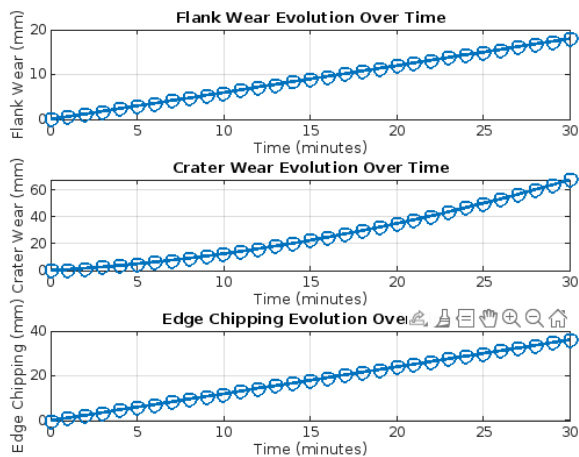 Flank Wear Evolution Over Time
Flank Wear (mm)
20
10
0
0 5 10 15 20 25 30
Time (minutes)
Crater Wear Evolution Over Time
Crater Wear (mm)
60
40
20
0
0 5 10 15 20 25 30
Time (minutes)
Edge Chipping Evolution Over
Edge Chipping (mm)
40
20
0
0 5 10 15 20 25 30
Time (minutes)